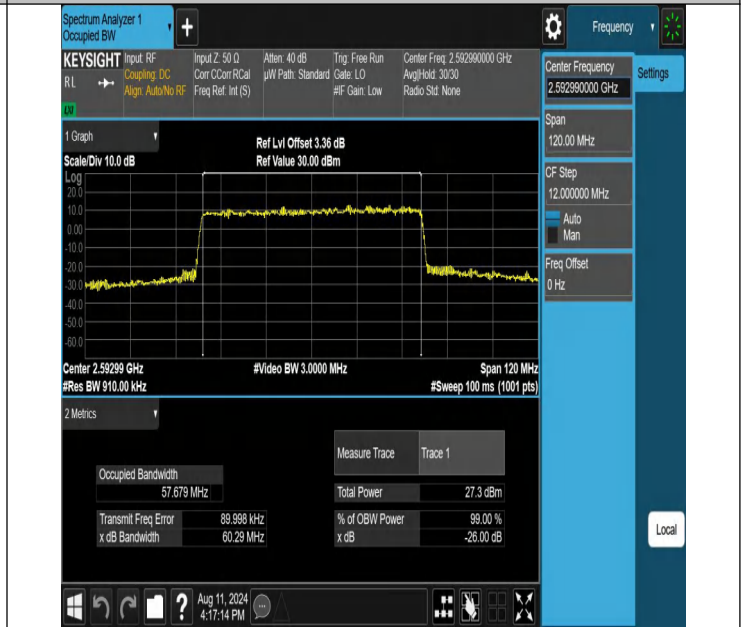 Spectrum Analyzer 1
Occupied BW
Frequency
KEYSIGHT
R L
LXI
Input: RF
Coupling: DC
Align: Auto/No RF
Input Z: 50 Ω
Corr CCorr RCal
Freq Ref: Int (S)
Atten: 40 dB
µW Path: Standard
Trig: Free Run
Gate: LO
#IF Gain: Low
Center Freq: 2.592990000 GHz
Avg|Hold: 30/30
Radio Std: None
Center Frequency
2.592990000 GHz
Settings
Span
120.00 MHz
CF Step
12.000000 MHz
Auto
Man
Freq Offset
0 Hz
Local
1 Graph
Scale/Div 10.0 dB
Ref Lvl Offset 3.36 dB
Ref Value 30.00 dBm
Log
20.0
10.0
0.00
-10.0
-20.0
-30.0
-40.0
-50.0
-60.0
Center 2.59299 GHz
#Video BW 3.0000 MHz
Span 120 MHz
#Res BW 910.00 kHz
#Sweep 100 ms (1001 pts)
2 Metrics
Measure Trace Trace 1
Occupied Bandwidth
57.679 MHz
Total Power 27.3 dBm
Transmit Freq Error 89.998 kHz
% of OBW Power 99.00 %
x dB Bandwidth 60.29 MHz
x dB -26.00 dB
?
Aug 11, 2024
4:17:14 PM